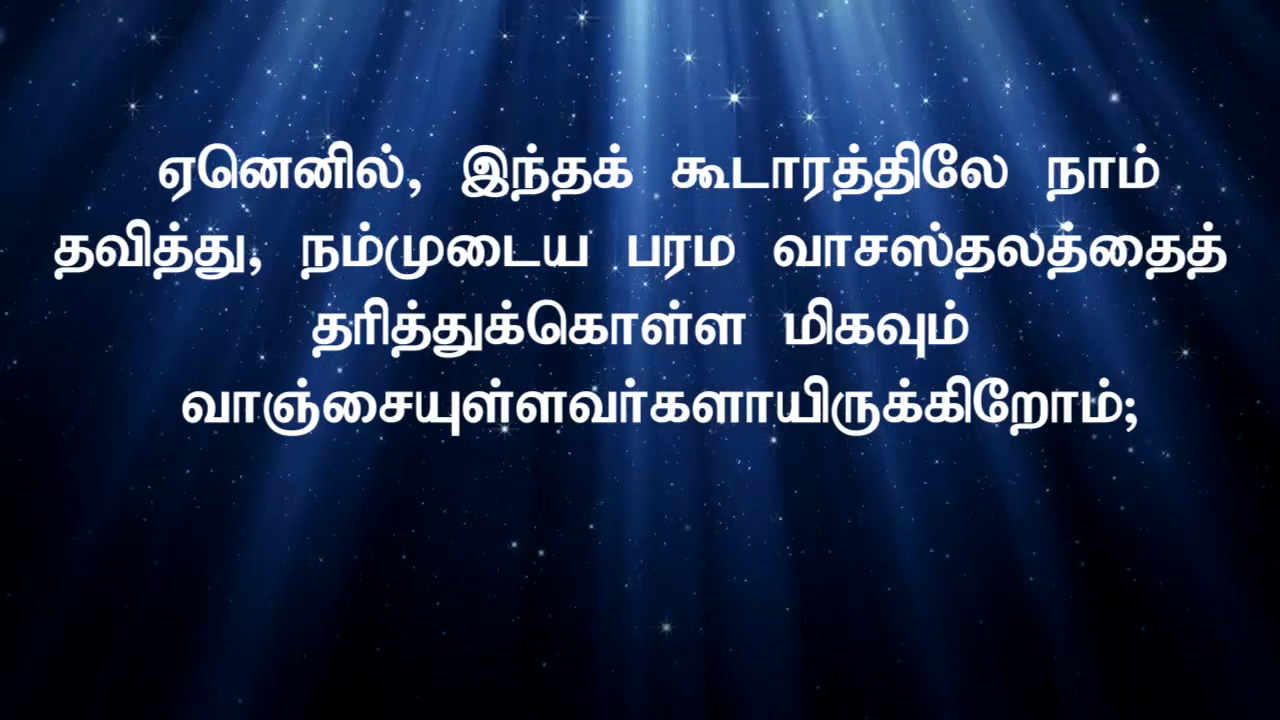 ஏனெனில், இந்தக் கூடாரத்திலே நாம்
தவித்து, நம்முடைய பரம வாசஸ்தலத்தைத்
தரித்துக்கொள்ள மிகவும்
வாஞ்சையுள்ளவர்களாயிருக்கிறோம்;